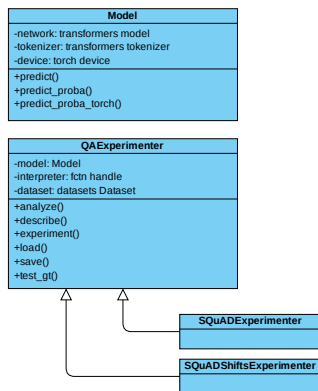 Model
-network: transformers model
-tokenizer: transformers tokenizer
-device: torch device
+predict()
+predict_proba()
+predict_proba_torch()
QAExperimenter
-model: Model
-interpreter: fctn handle
-dataset: datasets Dataset
+analyze()
+describe()
+experiment()
+load()
+save()
+test_gt()
SQuADExperimenter
SQuADShiftsExperimenter